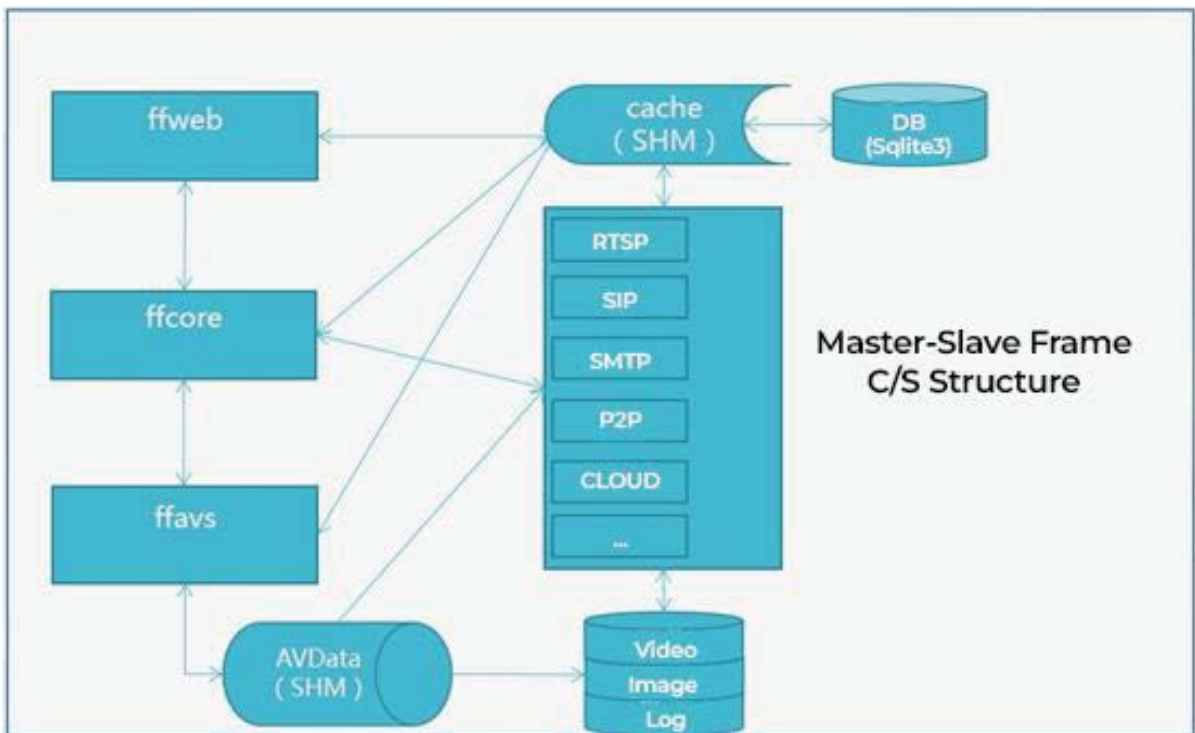 ffweb
cache
( SHM )
DB
(Sqlite3)
RTSP
SIP
SMTP
P2P
CLOUD
...
ffcore
ffavs
Master-Slave Frame
C/S Structure
AVData
( SHM )
Video
Image
Log